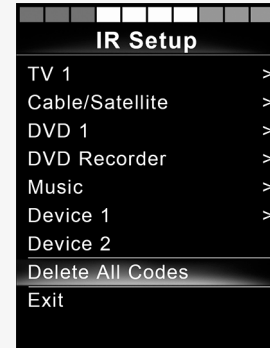 IR Setup
TV 1 >
Cable/Satellite >
DVD 1 >
DVD Recorder >
Music >
Device 1 >
Device 2
Delete All Codes
Exit